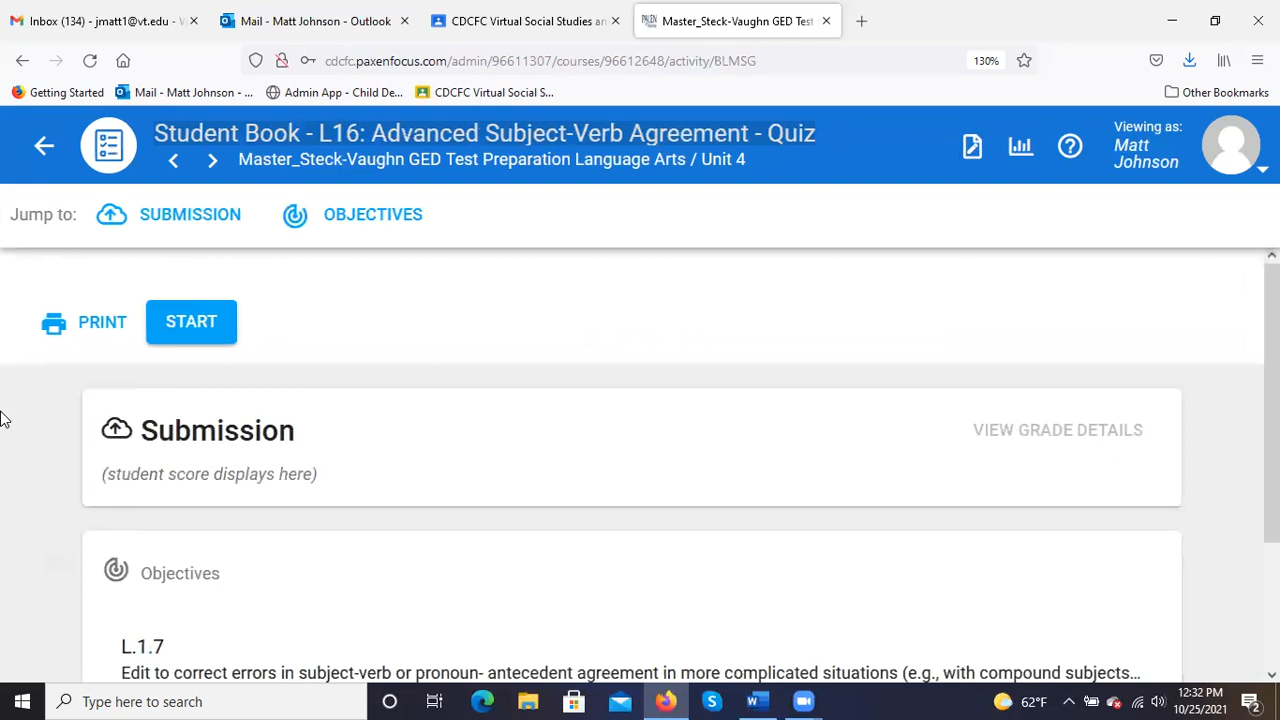 Inbox (134) - jmatt1@vt.edu -
Mail - Matt Johnson - Outlook
CDCFC Virtual Social Studies an
Master_Steck-Vaughn GED Test
cdcfc.paxenfocus.com/admin/96611307/courses/96612648/activity/BLMSG
130%
Getting Started
Mail - Matt Johnson - ...
Admin App - Child De...
CDCFC Virtual Social S...
Other Bookmarks
Student Book - L16: Advanced Subject-Verb Agreement - Quiz
Master_Steck-Vaughn GED Test Preparation Language Arts / Unit 4
Viewing as:
Matt
Johnson
Jump to:
SUBMISSION
OBJECTIVES
PRINT
START
Submission
VIEW GRADE DETAILS
(student score displays here)
Objectives
L.1.7
Edit to correct errors in subject-verb or pronoun- antecedent agreement in more complicated situations (e.g., with compound subjects...
Type here to search
62°F
12:32 PM
10/25/2021
2